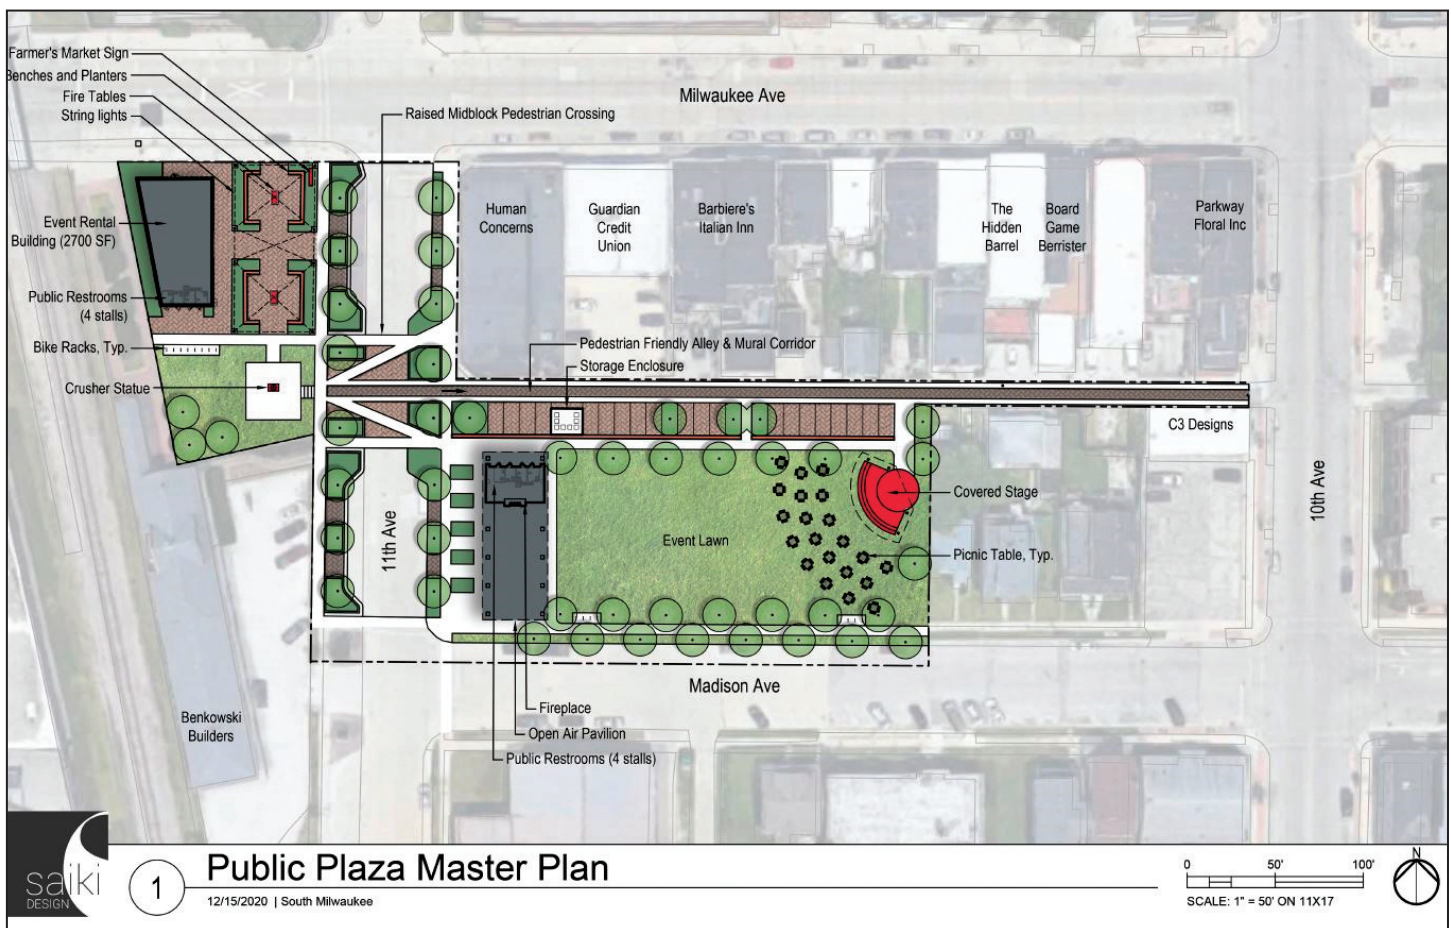 Farmer's Market Sign
Benches and Planters
Fire Tables
String lights
Milwaukee Ave
Raised Midblock Pedestrian Crossing
Event Rental
Building (2700 SF)
Human
Concerns
Guardian
Credit
Union
Barbiere's
Italian Inn
The
Hidden
Barrel
Board
Game
Berrister
Parkway
Floral Inc
Public Restrooms
(4 stalls)
Bike Racks, Typ.
Pedestrian Friendly Alley & Mural Corridor
Storage Enclosure
Crusher Statue
C3 Designs
Covered Stage
10th Ave
11th Ave
Event Lawn
Picnic Table, Typ.
Madison Ave
Fireplace
Open Air Pavilion
Public Restrooms (4 stalls)
Benkowski
Builders
saiki
DESIGN
1
Public Plaza Master Plan
12/15/2020 | South Milwaukee
0 50' 100'
SCALE: 1" = 50' ON 11X17
N